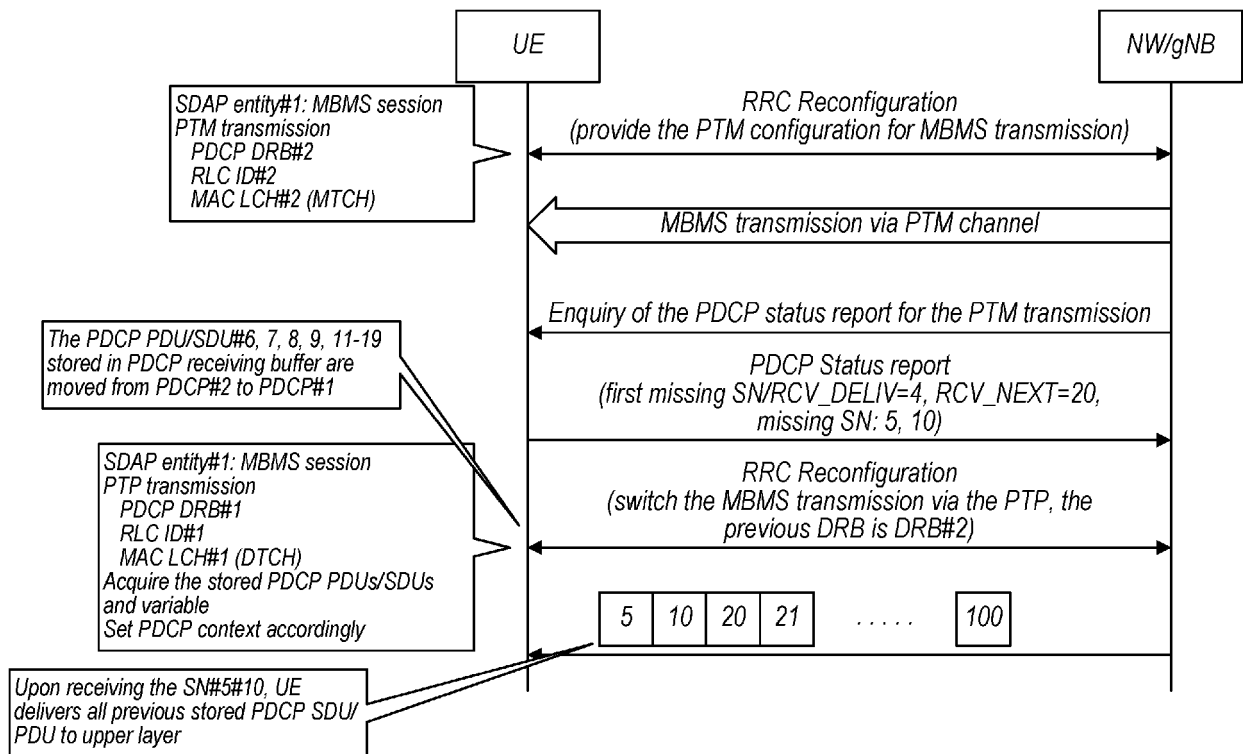 UE
NW/gNB
SDAP entity#1: MBMS session
PTM transmission
PDCP DRB#2
RLC ID#2
MAC LCH#2 (MTCH)
RRC Reconfiguration
(provide the PTM configuration for MBMS transmission)
MBMS transmission via PTM channel
Enquiry of the PDCP status report for the PTM transmission
The PDCP PDU/SDU#6, 7, 8, 9, 11-19
stored in PDCP receiving buffer are
moved from PDCP#2 to PDCP#1
PDCP Status report
(first missing SN/RCV_DELIV=4, RCV_NEXT=20,
missing SN: 5, 10)
SDAP entity#1: MBMS session
PTP transmission
PDCP DRB#1
RLC ID#1
MAC LCH#1 (DTCH)
Acquire the stored PDCP PDUs/SDUs
and variable
Set PDCP context accordingly
RRC Reconfiguration
(switch the MBMS transmission via the PTP, the
previous DRB is DRB#2)
5 10 20 21 . . . . . 100
Upon receiving the SN#5#10, UE
delivers all previous stored PDCP SDU/
PDU to upper layer